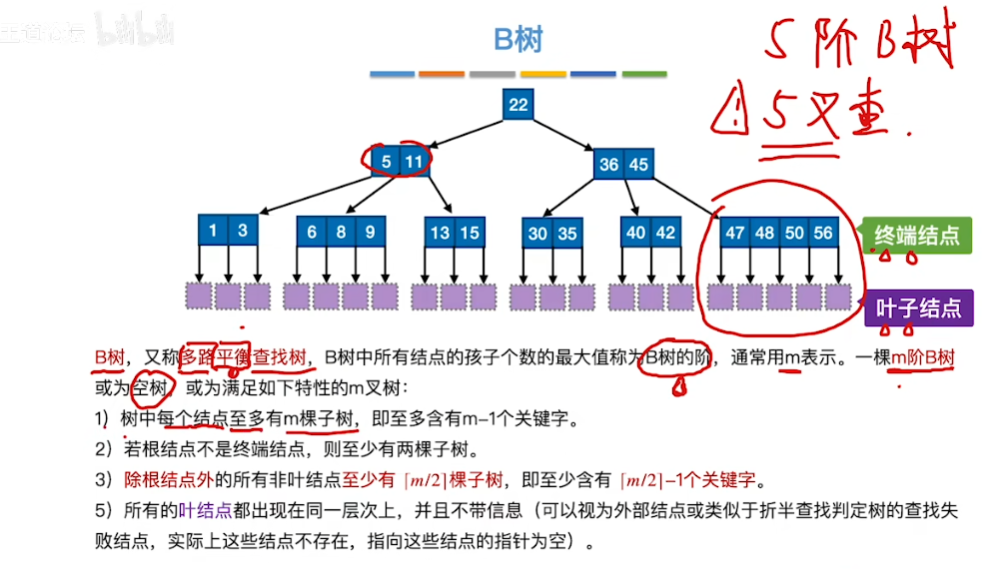 王道论坛 bilibili
B树
5阶B树
5叉查.
22
5 11
36 45
1 3
6 8 9
13 15
30 35
40 42
47 48 50 56
终端结点
叶子结点
B树,又称多路平衡查找树,B树中所有结点的孩子个数的最大值称为B树的阶,通常用m表示。一棵m阶B树
或为空树,或为满足如下特性的m叉树:
1)树中每个结点至多有m棵子树,即至多含有m-1个关键字。
2)若根结点不是终端结点,则至少有两棵子树。
3)除根结点外的所有非叶结点至少有 ⌈m/2⌉棵子树,即至少含有 ⌈m/2⌉-1个关键字。
5)所有的叶结点都出现在同一层次上,并且不带信息(可以视为外部结点或类似于折半查找判定树的查找失
败结点,实际上这些结点不存在,指向这些结点的指针为空)。